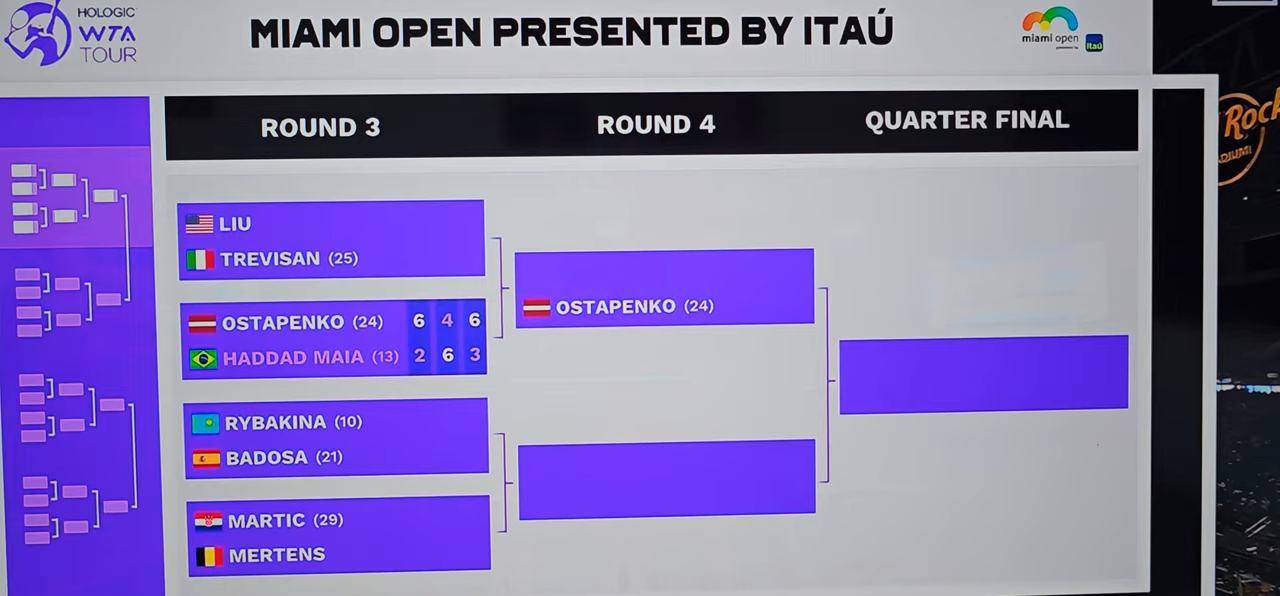 HOLOGIC
WTA
TOUR
MIAMI OPEN PRESENTED BY ITAÚ
miami open
presented by
Itaú
ROUND 3
ROUND 4
QUARTER FINAL
LIU
TREVISAN (25)
OSTAPENKO (24) 6 4 6
HADDAD MAIA (13) 2 6 3
RYBAKINA (10)
BADOSA (21)
MARTIC (29)
MERTENS
OSTAPENKO (24)